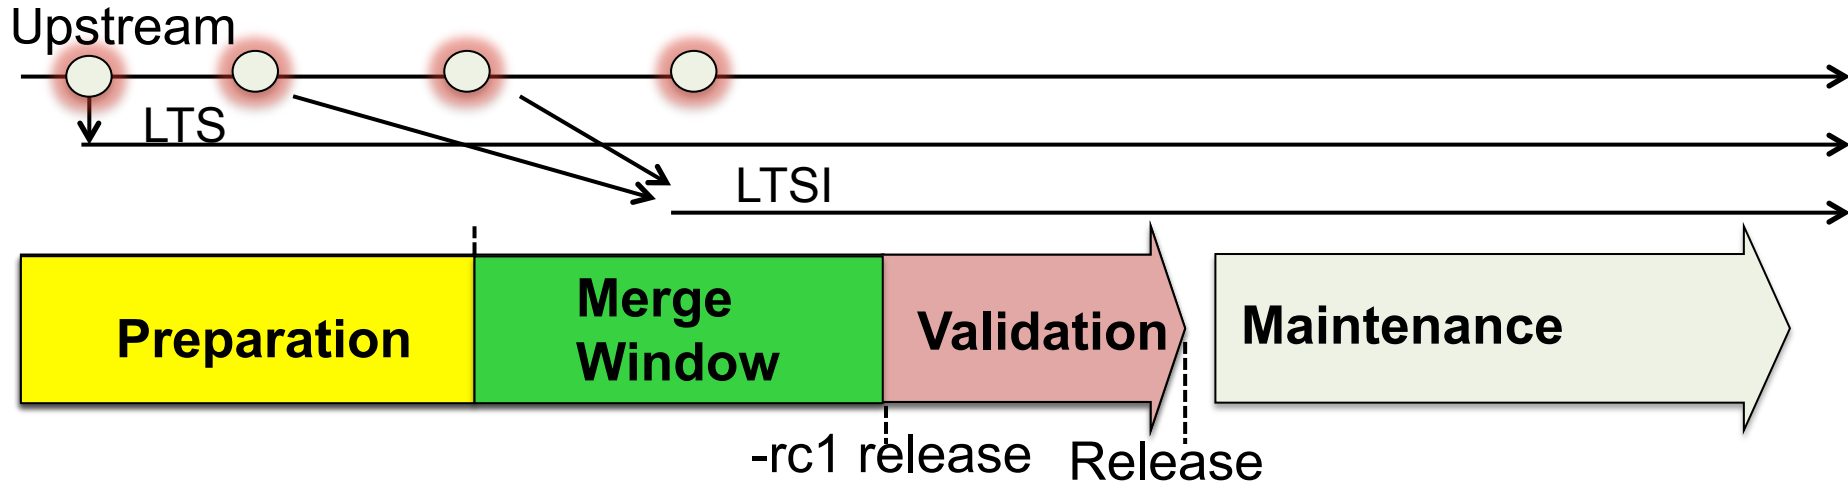 Upstream
LTS
LTSI
Preparation
Merge
Window
Validation
Maintenance
-rc1 release
Release